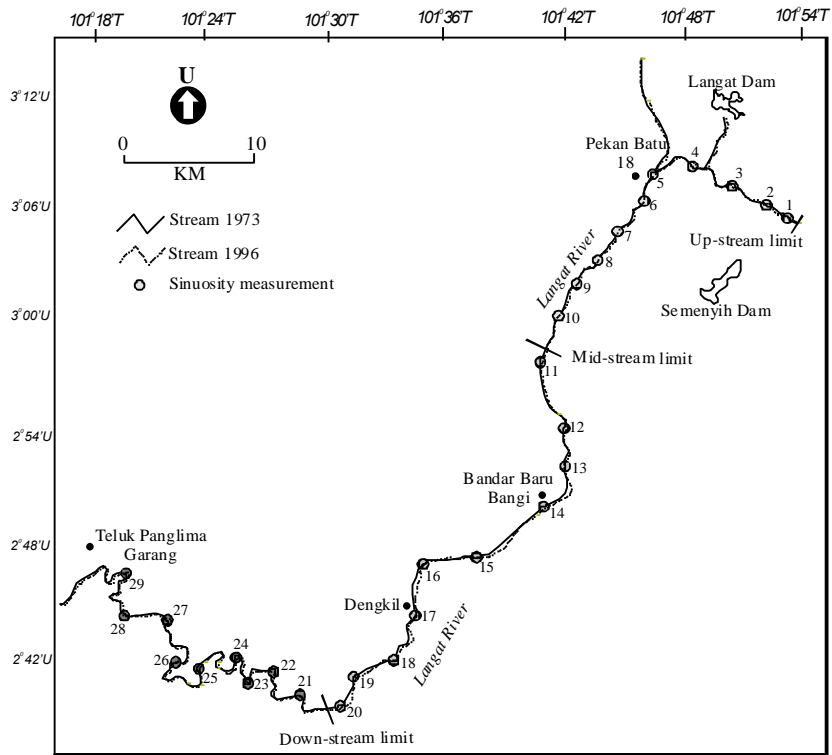 101°18'T 101°24'T 101°30'T 101°36'T 101°42'T 101°48'T 101°54'T
3°12'U
3°06'U
3°00'U
2°54'U
2°48'U
2°42'U
U
0 10
KM
Stream 1973
Stream 1996
Sinuosity measurement
Langat Dam
Pekan Batu
18
4
3
2
1
5
6
7
8
9
10
Up-stream limit
Semenyih Dam
Langat River
Mid-stream limit
11
12
13
Bandar Baru
Bangi
14
15
16
Dengkil
17
Langat River
18
19
20
Down-stream limit
21
22
23
24
25
26
27
28
29
Teluk Panglima
Garang